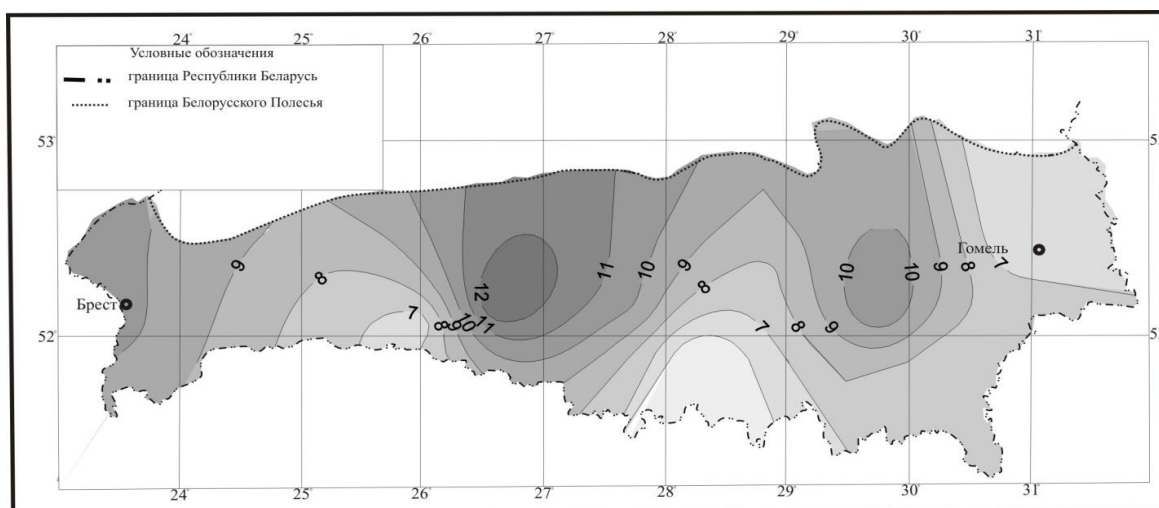 24° 25° 26° 27° 28° 29° 30° 31°
Условные обозначения
граница Республики Беларусь
граница Белорусского Полесья
53°
Гомель
Брест
9 8 7 8 9 10 11 12 11 10 9 8 7 8 9 10 10 9 8 7
52°
24° 25° 26° 27° 28° 29° 30° 31°